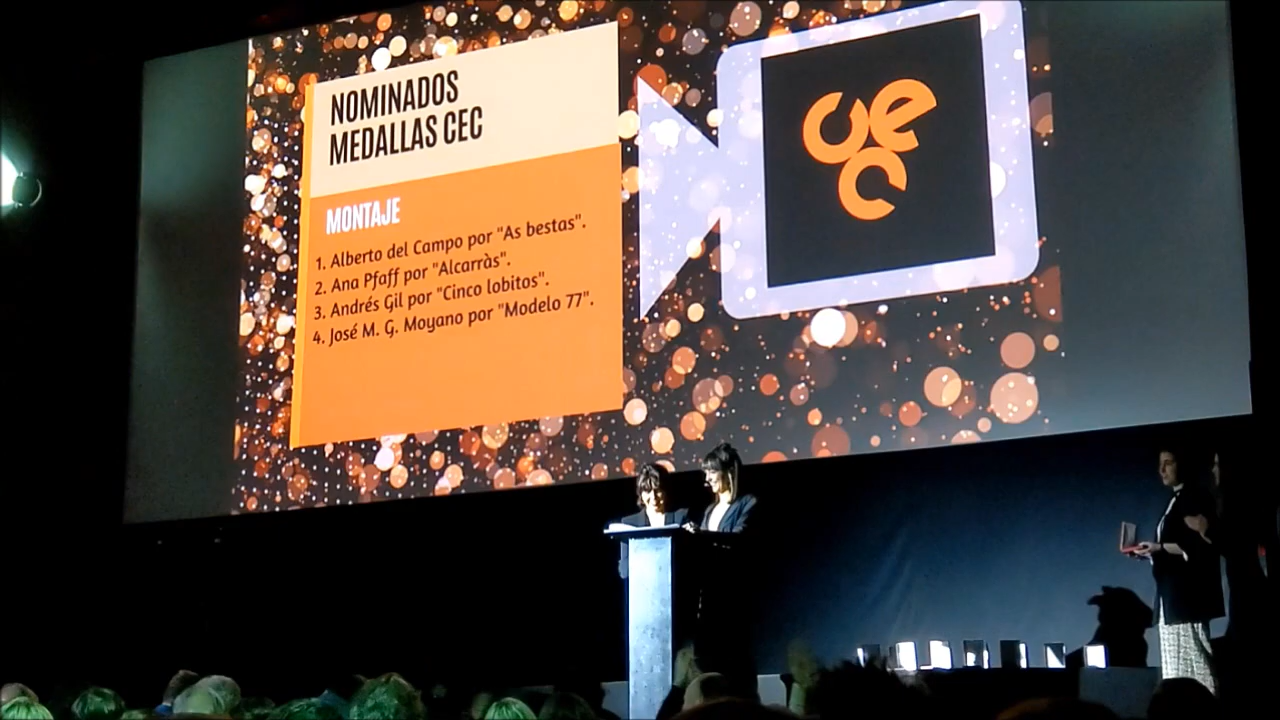 NOMINADOS
MEDALLAS CEC
MONTAJE
1. Alberto del Campo por "As bestas".
2. Ana Pfaff por "Alcarràs".
3. Andrés Gil por "Cinco lobitos".
4. José M. G. Moyano por "Modelo 77".
cec